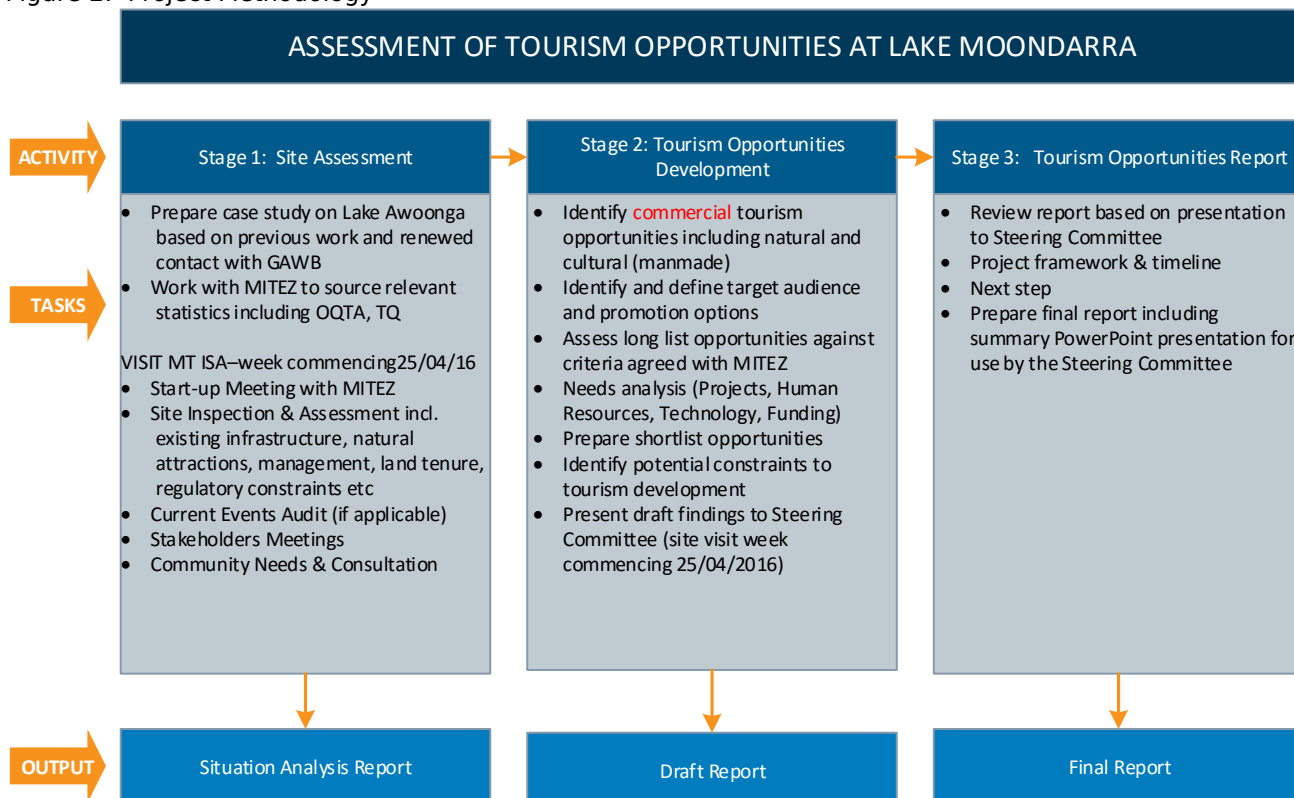 Figure 1: Project Methodology
ASSESSMENT OF TOURISM OPPORTUNITIES AT LAKE MOONDARRA
ACTIVITY
Stage 1: Site Assessment
Stage 2: Tourism Opportunities
Development
Stage 3: Tourism Opportunities Report
TASKS
• Prepare case study on Lake Awoonga
based on previous work and renewed
contact with GAWB
• Work with MITEZ to source relevant
statistics including OQTA, TQ
VISIT MT ISA–week commencing25/04/16
• Start-up Meeting with MITEZ
• Site Inspection & Assessment incl.
existing infrastructure, natural
attractions, management, land tenure,
regulatory constraints etc
• Current Events Audit (if applicable)
• Stakeholders Meetings
• Community Needs & Consultation
• Identify commercial tourism
opportunities including natural and
cultural (manmade)
• Identify and define target audience
and promotion options
• Assess long list opportunities against
criteria agreed with MITEZ
• Needs analysis (Projects, Human
Resources, Technology, Funding)
• Prepare shortlist opportunities
• Identify potential constraints to
tourism development
• Present draft findings to Steering
Committee (site visit week
commencing 25/04/2016)
• Review report based on presentation
to Steering Committee
• Project framework & timeline
• Next step
• Prepare final report including
summary PowerPoint presentation for
use by the Steering Committee
OUTPUT
Situation Analysis Report
Draft Report
Final Report